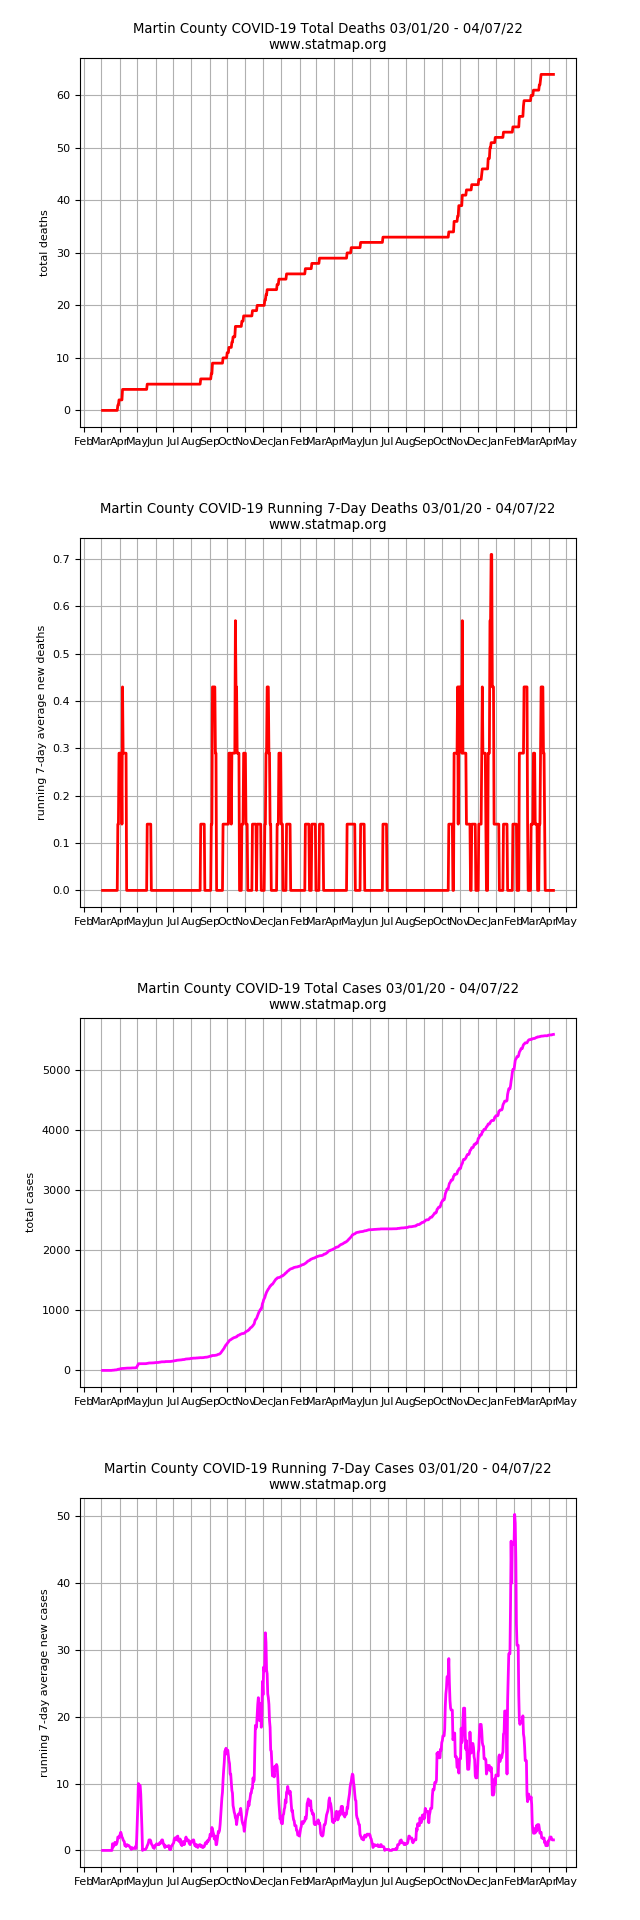 Martin County COVID-19 Total Deaths 03/01/20 - 04/07/22
www.statmap.org
60
50
40
30
20
10
0
total deaths
Feb Mar Apr May Jun Jul Aug Sep Oct Nov Dec Jan Feb Mar Apr May Jun Jul Aug Sep Oct Nov Dec Jan Feb Mar Apr May
Martin County COVID-19 Running 7-Day Deaths 03/01/20 - 04/07/22
www.statmap.org
0.7
0.6
0.5
0.4
0.3
0.2
0.1
0.0
running 7-day average new deaths
Feb Mar Apr May Jun Jul Aug Sep Oct Nov Dec Jan Feb Mar Apr May Jun Jul Aug Sep Oct Nov Dec Jan Feb Mar Apr May
Martin County COVID-19 Total Cases 03/01/20 - 04/07/22
www.statmap.org
5000
4000
3000
2000
1000
0
total cases
Feb Mar Apr May Jun Jul Aug Sep Oct Nov Dec Jan Feb Mar Apr May Jun Jul Aug Sep Oct Nov Dec Jan Feb Mar Apr May
Martin County COVID-19 Running 7-Day Cases 03/01/20 - 04/07/22
www.statmap.org
50
40
30
20
10
0
running 7-day average new cases
Feb Mar Apr May Jun Jul Aug Sep Oct Nov Dec Jan Feb Mar Apr May Jun Jul Aug Sep Oct Nov Dec Jan Feb Mar Apr May